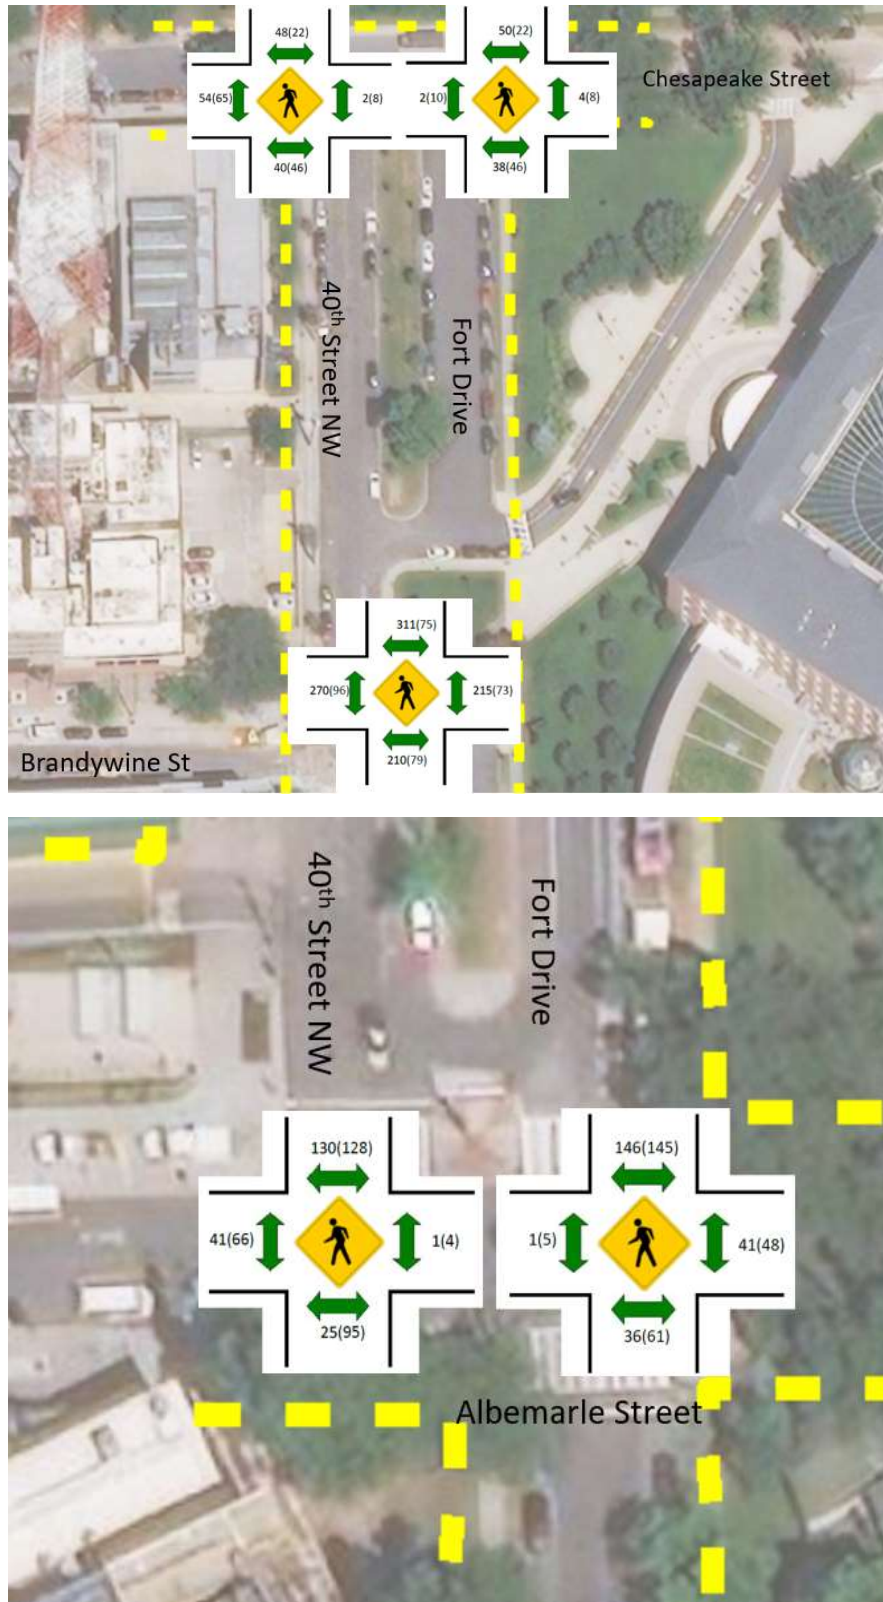 48(22)
50(22)
54(65)
2(8)
2(10)
4(8)
Chesapeake Street
40(46)
38(46)
40th Street NW
Fort Drive
311(75)
270(96)
215(73)
210(79)
Brandywine St
40th Street NW
Fort Drive
130(128)
146(145)
41(66)
1(4)
1(5)
41(48)
25(95)
36(61)
Albemarle Street